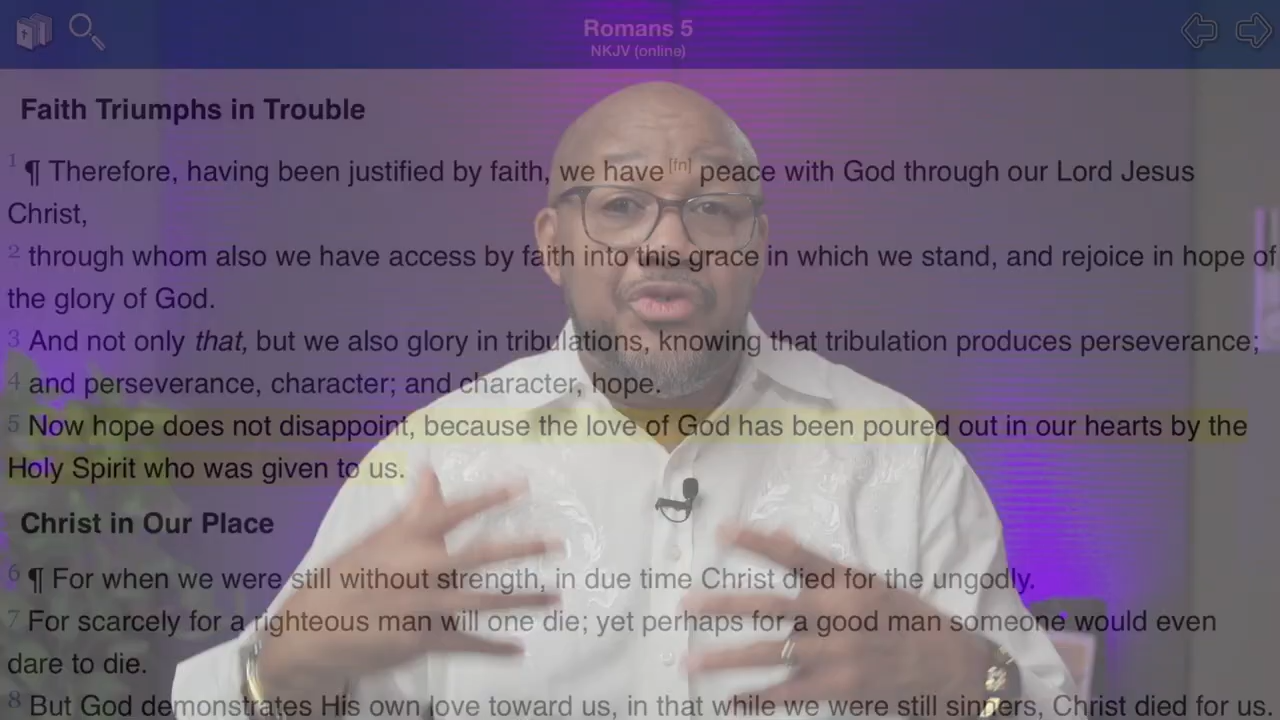 Romans 5
NKJV (online)
Faith Triumphs in Trouble
1 ¶ Therefore, having been justified by faith, we have [fn] peace with God through our Lord Jesus
Christ,
2 through whom also we have access by faith into this grace in which we stand, and rejoice in hope of
the glory of God.
3 And not only that, but we also glory in tribulations, knowing that tribulation produces perseverance;
4 and perseverance, character; and character, hope.
5 Now hope does not disappoint, because the love of God has been poured out in our hearts by the
Holy Spirit who was given to us.
Christ in Our Place
6 ¶ For when we were still without strength, in due time Christ died for the ungodly.
7 For scarcely for a righteous man will one die; yet perhaps for a good man someone would even
dare to die.
8 But God demonstrates His own love toward us, in that while we were still sinners, Christ died for us.